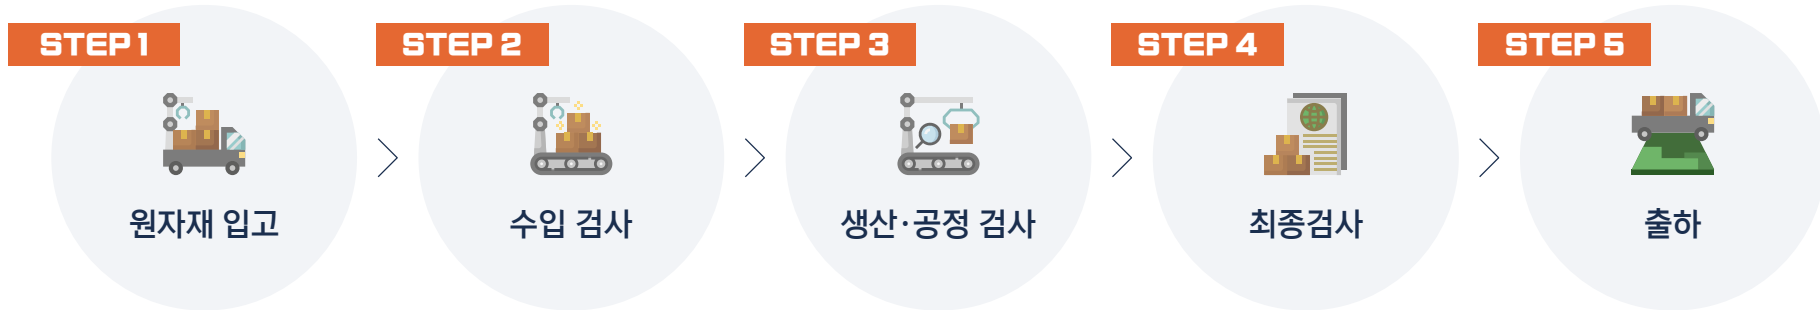 STEP 1
STEP 2
STEP 3
STEP 4
STEP 5
원자재 입고
수입 검사
생산·공정 검사
최종검사
출하